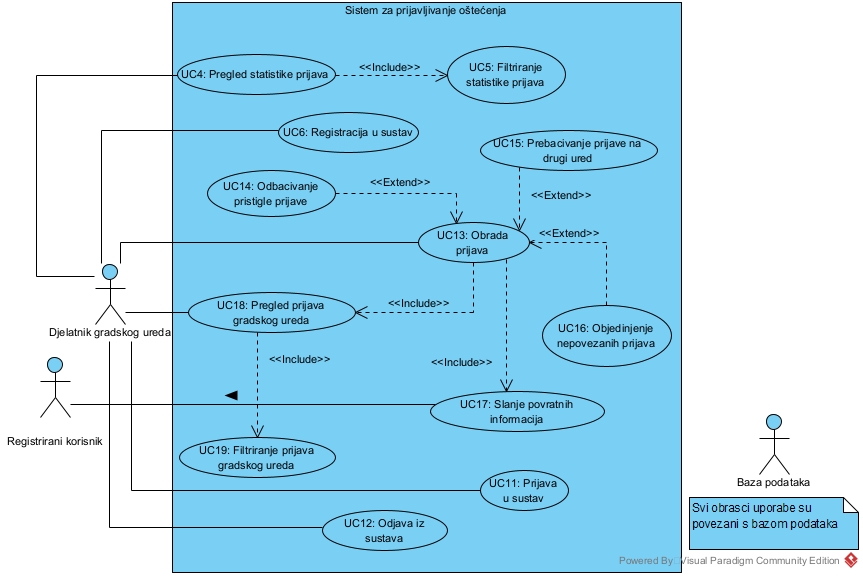 Sistem za prijavljivanje oštećenja
UC4: Pregled statistike prijava
<<Include>>
UC5: Filtriranje
statistike prijava
UC6: Registracija u sustav
UC15: Prebacivanje prijave na
drugi ured
UC14: Odbacivanje
pristigle prijave
<<Extend>>
<<Extend>>
UC13: Obrada
prijava
<<Extend>>
UC18: Pregled prijava
gradskog ureda
<<Include>>
Djelatnik gradskog ureda
UC16: Objedinjenje
nepovezanih prijava
<<Include>>
<<Include>>
UC17: Slanje povratnih
informacija
Registrirani korisnik
UC19: Filtriranje prijava
gradskog ureda
UC11: Prijava
u sustav
Baza podataka
UC12: Odjava iz
sustava
Svi obrasci uporabe su
povezani s bazom podataka
Powered By: Visual Paradigm Community Edition